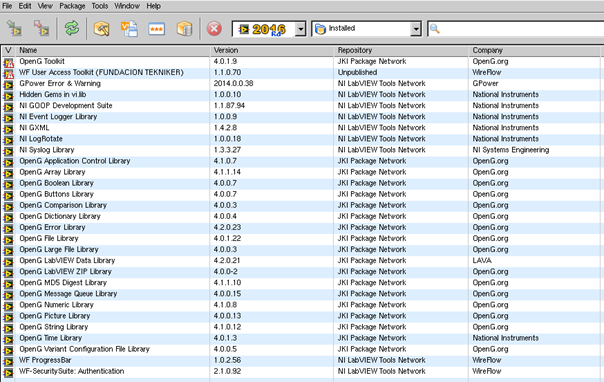 File Edit View Package Tools Window Help
2016 Installed
V Name Version Repository Company
OpenG Toolkit 4.0.1.9 JKI Package Network OpenG.org
WF User Access Toolkit (FUNDACION TEKNIKER) 1.1.0.70 Unpublished WireFlow
GPower Error & Warning 2014.0.0.38 NI LabVIEW Tools Network GPower
Hidden Gems in vi.lib 1.0.0.10 NI LabVIEW Tools Network National Instruments
NI GOOP Development Suite 1.1.87.94 NI LabVIEW Tools Network National Instruments
NI Event Logger Library 1.0.0.9 NI LabVIEW Tools Network National Instruments
NI GXML 1.4.2.8 NI LabVIEW Tools Network National Instruments
NI LogRotate 1.0.0.18 NI LabVIEW Tools Network National Instruments
NI Syslog Library 1.3.3.27 NI LabVIEW Tools Network NI Systems Engineering
OpenG Application Control Library 4.1.0.7 JKI Package Network OpenG.org
OpenG Array Library 4.1.1.14 JKI Package Network OpenG.org
OpenG Boolean Library 4.0.0.7 JKI Package Network OpenG.org
OpenG Buttons Library 4.0.0.7 JKI Package Network OpenG.org
OpenG Comparison Library 4.0.0.3 JKI Package Network OpenG.org
OpenG Dictionary Library 4.0.0.4 JKI Package Network OpenG.org
OpenG Error Library 4.2.0.23 JKI Package Network OpenG.org
OpenG File Library 4.0.1.22 JKI Package Network OpenG.org
OpenG Large File Library 4.0.0.3 JKI Package Network OpenG.org
OpenG LabVIEW Data Library 4.2.0.21 JKI Package Network LAVA
OpenG LabVIEW ZIP Library 4.0.0-2 JKI Package Network OpenG.org
OpenG MD5 Digest Library 4.1.1.10 JKI Package Network OpenG.org
OpenG Message Queue Library 4.0.0.15 JKI Package Network OpenG.org
OpenG Numeric Library 4.1.0.8 JKI Package Network OpenG.org
OpenG Picture Library 4.0.0.13 JKI Package Network OpenG.org
OpenG String Library 4.1.0.12 JKI Package Network OpenG.org
OpenG Time Library 4.0.1.3 JKI Package Network National Instruments
OpenG Variant Configuration File Library 4.0.0.5 JKI Package Network OpenG.org
WF ProgressBar 1.0.2.56 NI LabVIEW Tools Network WireFlow
WF-SecuritySuite: Authentication 2.1.0.92 NI LabVIEW Tools Network WireFlow